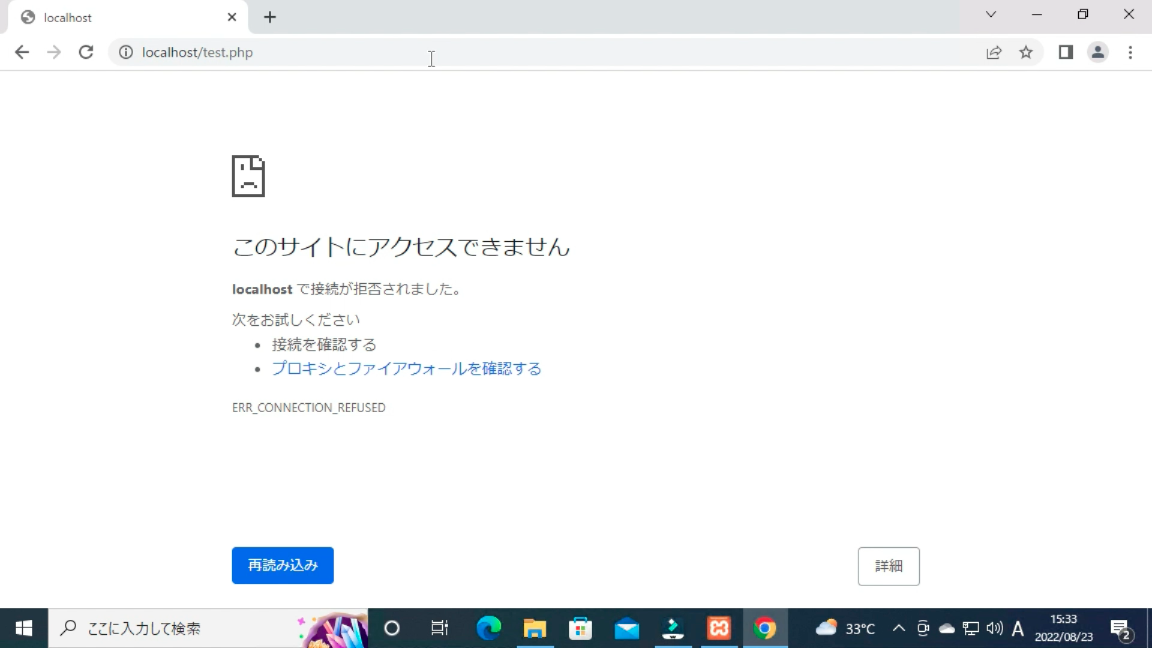 localhost
localhost/test.php
このサイトにアクセスできません
localhost で接続が拒否されました。
次をお試しください
接続を確認する
プロキシとファイアウォールを確認する
ERR_CONNECTION_REFUSED
再読み込み
詳細
ここに入力して検索
33°C
A
15:33
2022/08/23
2